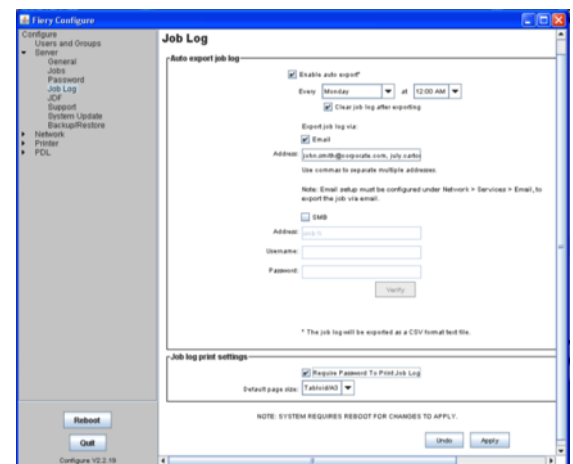 Fiery Configure
Configure
Users and Groups
Server
General
Jobs
Password
Job Log
JDF
Support
System Update
Backup/Restore
Network
Printer
PDL
Reboot
Quit
Configure V2.2.19
Job Log
Auto export job log
Enable auto export*
Every Monday at 12:00 AM
Clear job log after exporting
Export job log via:
Email
Address: john.smith@corporate.com, july.carlos
Use commas to separate multiple addresses.
Note: Email setup must be configured under Network > Services > Email, to
export the job via email.
SMB
Address:
Username:
Password:
Verify
* The job log will be exported as a CSV format text file.
Job log print settings
Require Password To Print Job Log
Default page size: Tabloid/A3
NOTE: SYSTEM REQUIRES REBOOT FOR CHANGES TO APPLY.
Undo Apply